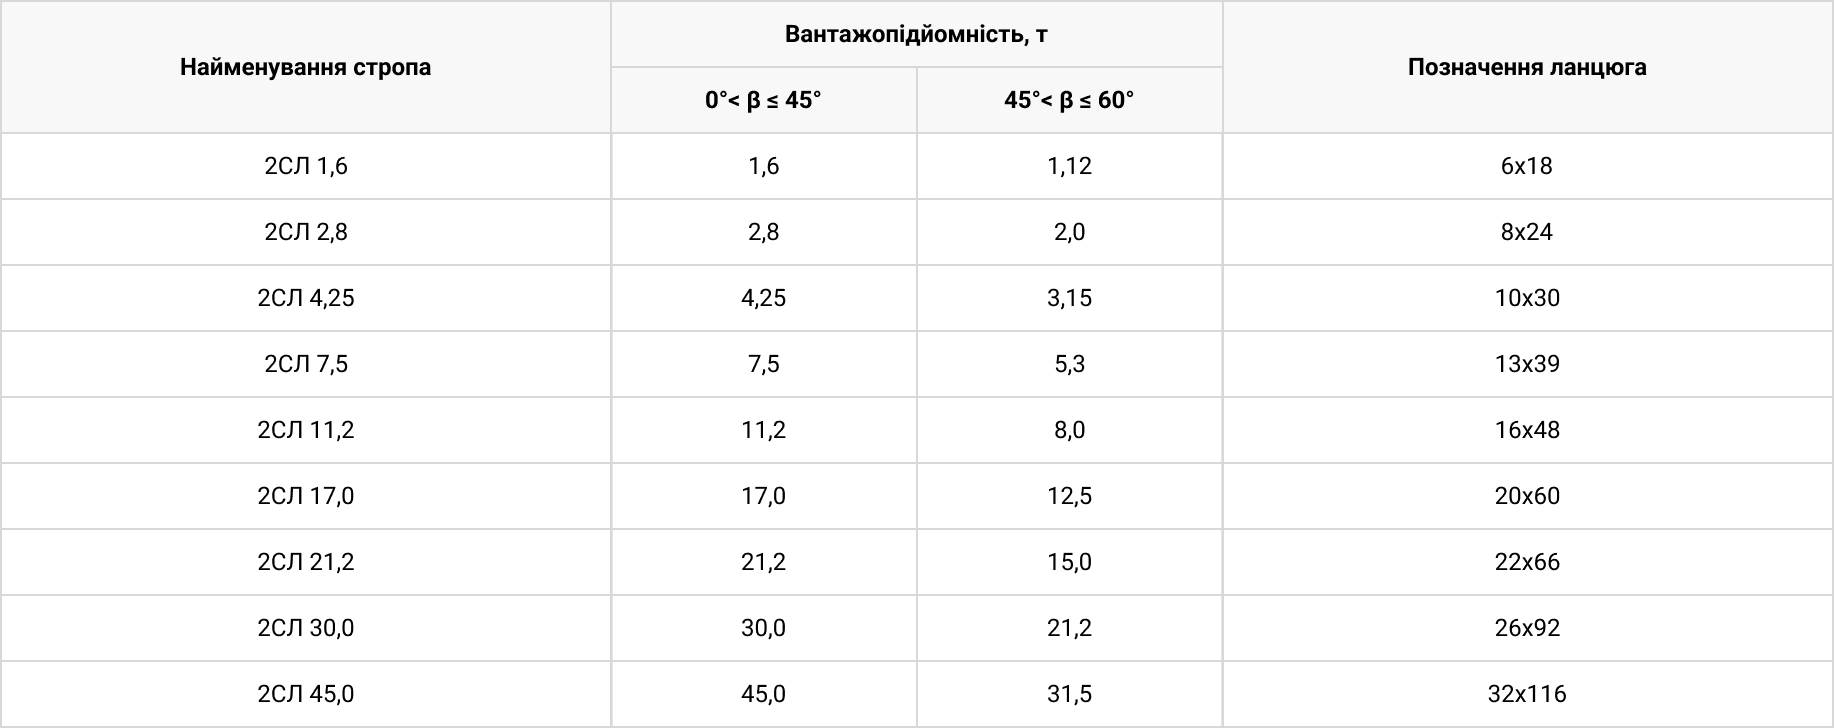 Найменування стропа
Вантажопідйомність, т
Позначення ланцюга
0°< β ≤ 45°
45°< β ≤ 60°
2СЛ 1,6 1,6 1,12 6x18
2СЛ 2,8 2,8 2,0 8x24
2СЛ 4,25 4,25 3,15 10x30
2СЛ 7,5 7,5 5,3 13x39
2СЛ 11,2 11,2 8,0 16x48
2СЛ 17,0 17,0 12,5 20x60
2СЛ 21,2 21,2 15,0 22x66
2СЛ 30,0 30,0 21,2 26x92
2СЛ 45,0 45,0 31,5 32x116